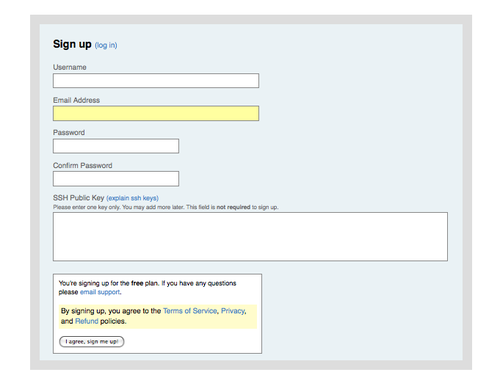 Sign up (log in)
Username
Email Address
Password
Confirm Password
SSH Public Key (explain ssh keys)
Please enter one key only. You may add more later. This field is not required to sign up.
You're signing up for the free plan. If you have any questions
please email support.
By signing up, you agree to the Terms of Service, Privacy,
and Refund policies.
I agree, sign me up!